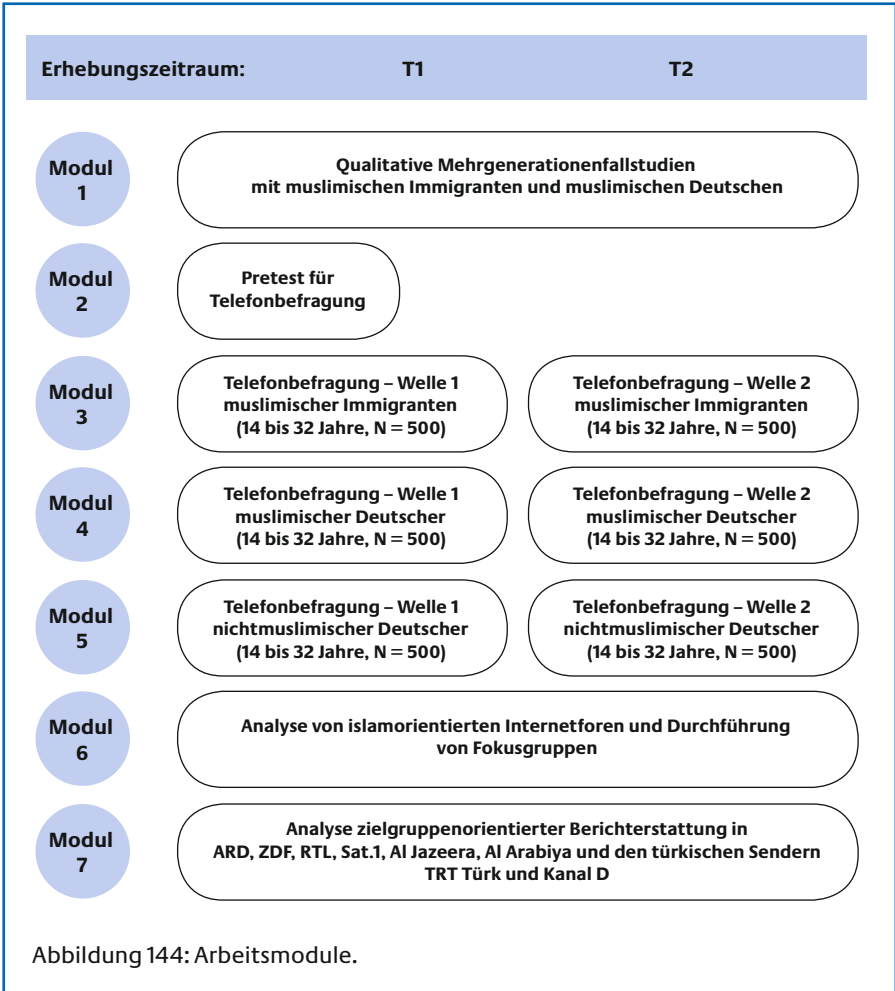 Erhebungszeitraum: T1 T2
Modul
1
Qualitative Mehrgenerationenfallstudien
mit muslimischen Immigranten und muslimischen Deutschen
Modul
2
Pretest für
Telefonbefragung
Modul
3
Telefonbefragung – Welle 1
muslimischer Immigranten
(14 bis 32 Jahre, N = 500)
Telefonbefragung – Welle 2
muslimischer Immigranten
(14 bis 32 Jahre, N = 500)
Modul
4
Telefonbefragung – Welle 1
muslimischer Deutscher
(14 bis 32 Jahre, N = 500)
Telefonbefragung – Welle 2
muslimischer Deutscher
(14 bis 32 Jahre, N = 500)
Modul
5
Telefonbefragung – Welle 1
nichtmuslimischer Deutscher
(14 bis 32 Jahre, N = 500)
Telefonbefragung – Welle 2
nichtmuslimischer Deutscher
(14 bis 32 Jahre, N = 500)
Modul
6
Analyse von islamorientierten Internetforen und Durchführung
von Fokusgruppen
Modul
7
Analyse zielgruppenorientierter Berichterstattung in
ARD, ZDF, RTL, Sat.1, Al Jazeera, Al Arabiya und den türkischen Sendern
TRT Türk und Kanal D
Abbildung 144: Arbeitsmodule.